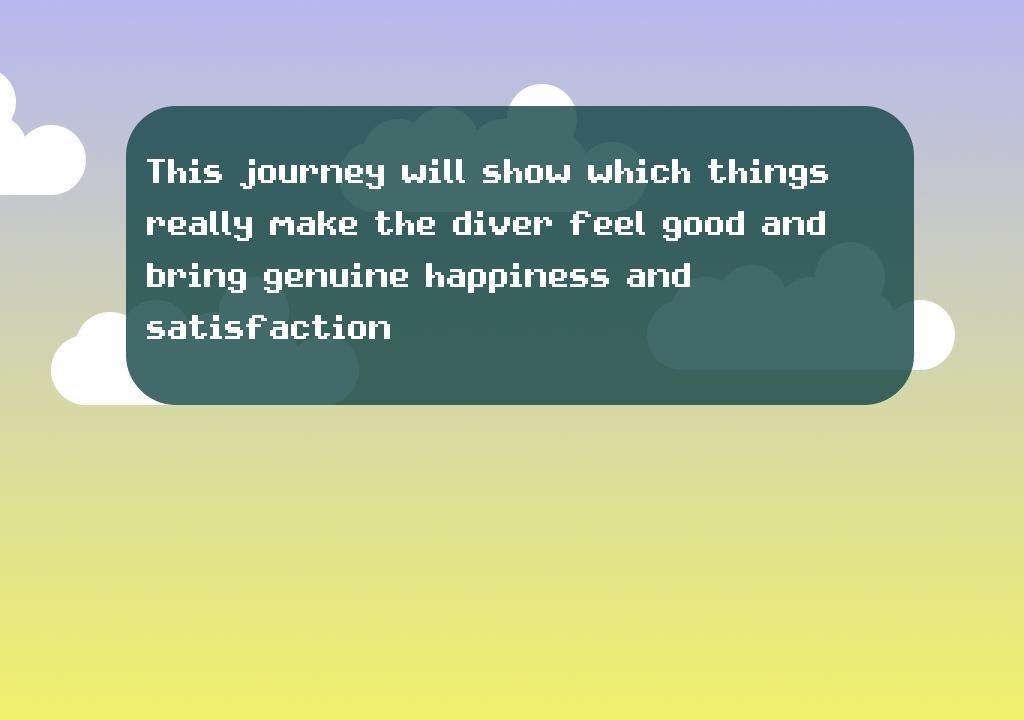 This journey will show which things
really make the diver feel good and
bring genuine happiness and
satisfaction